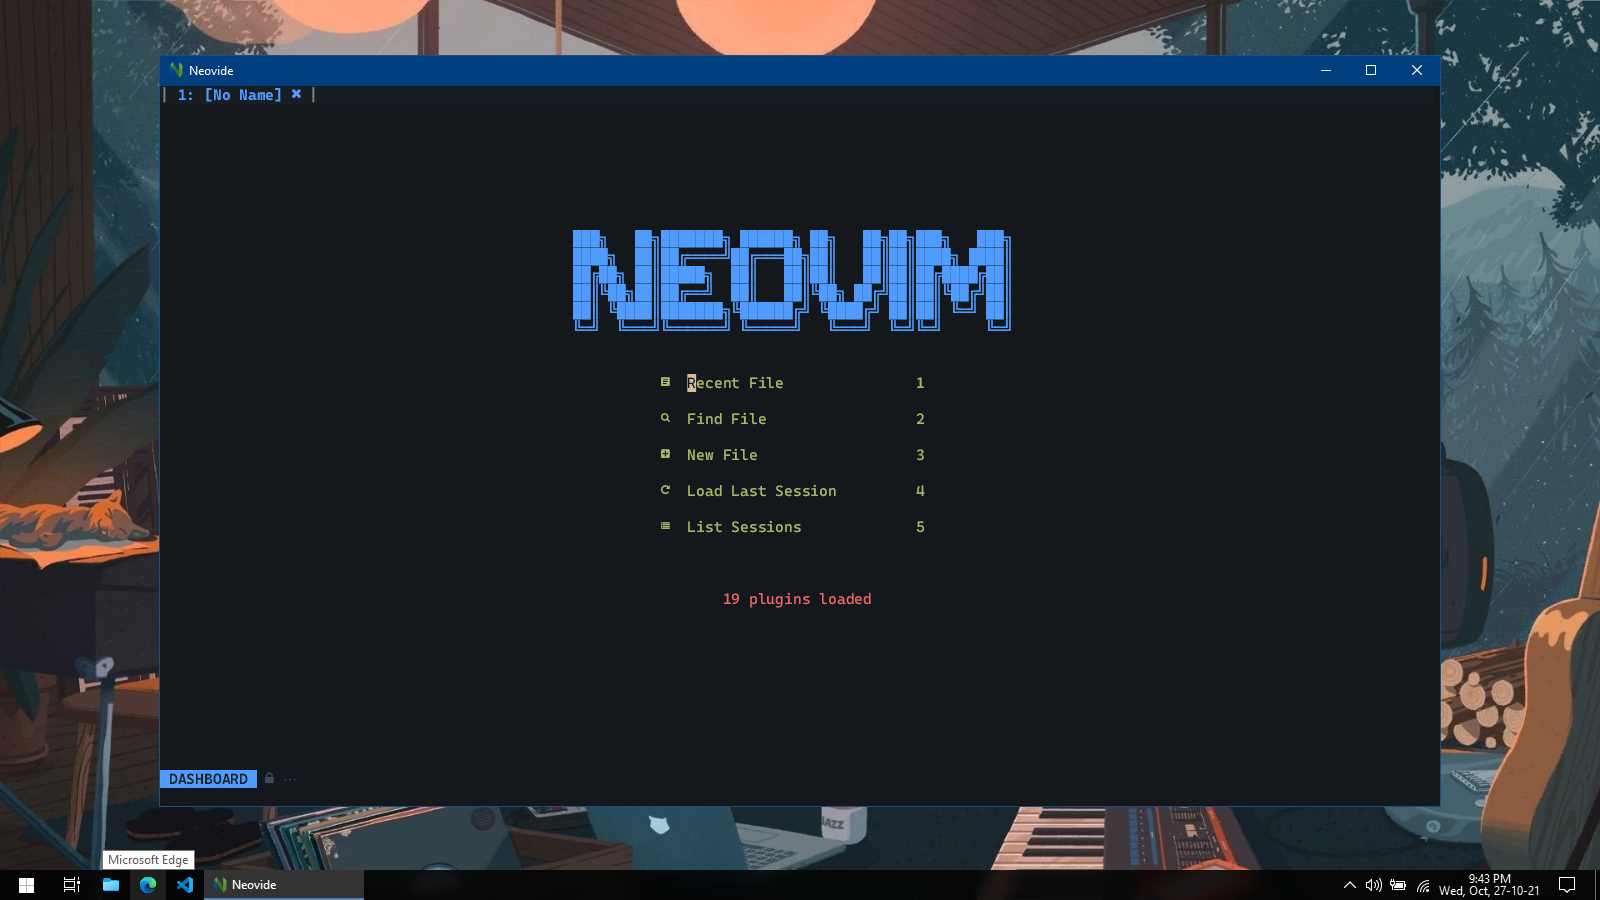 Neovide
1: [No Name] ✖
NEOVIM
Recent File 1
Find File 2
New File 3
Load Last Session 4
List Sessions 5
19 plugins loaded
DASHBOARD
JAZZ
Microsoft Edge
Neovide
9:43 PM
Wed, Oct, 27-10-21